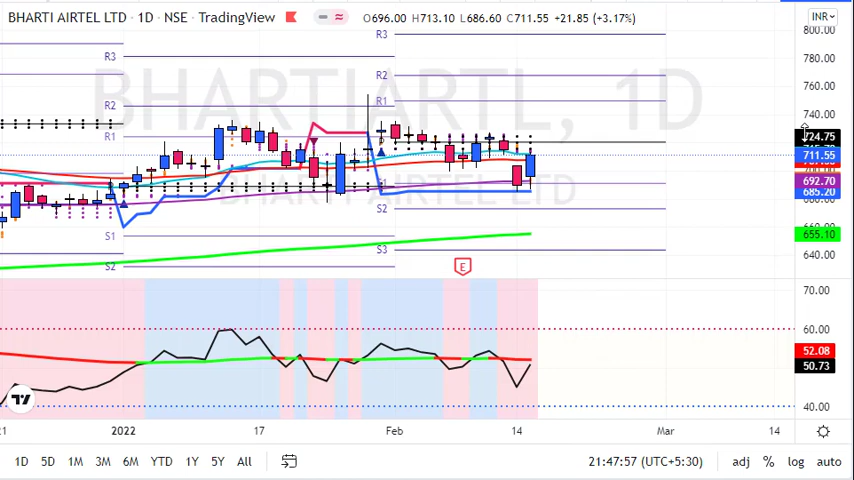 BHARTI AIRTEL LTD · 1D · NSE · TradingView O696.00 H713.10 L686.60 C711.55 +21.85 (+3.17%) INR
BHARTIARTL, 1D
BHARTI AIRTEL LTD
R3
R3
R2
R2
R1
R1
P
S1
S2
S1
S3
S2
E
800.00
780.00
760.00
740.00
724.75
711.55
692.70
685.20
680.00
655.10
640.00
70.00
60.00
52.08
50.73
40.00
21 2022 17 Feb 14 Mar 14
1D 5D 1M 3M 6M YTD 1Y 5Y All 21:47:57 (UTC+5:30) adj % log auto